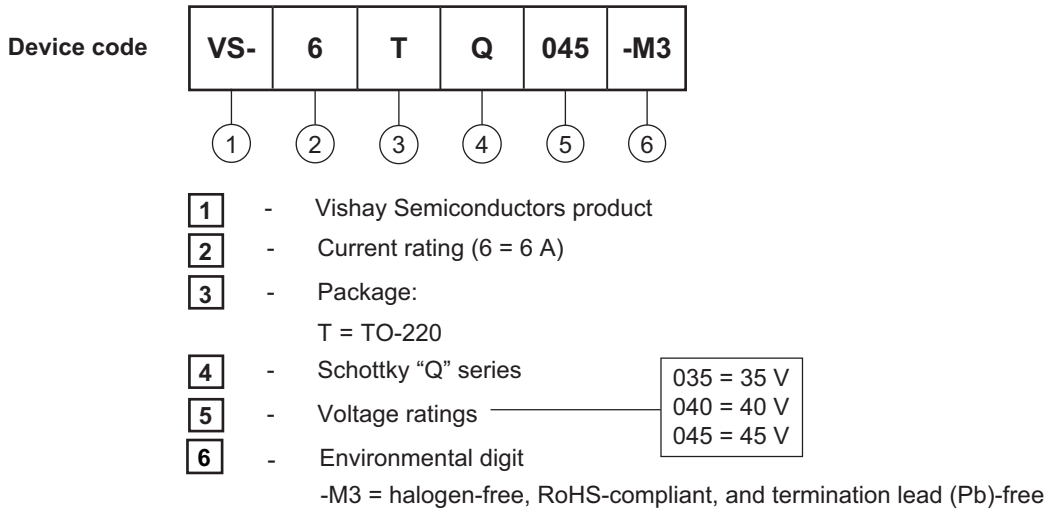 Device code
VS- 6 T Q 045 -M3
1 2 3 4 5 6
1 - Vishay Semiconductors product
2 - Current rating (6 = 6 A)
3 - Package:
T = TO-220
4 - Schottky “Q” series
5 - Voltage ratings
035 = 35 V
040 = 40 V
045 = 45 V
6 - Environmental digit
-M3 = halogen-free, RoHS-compliant, and termination lead (Pb)-free